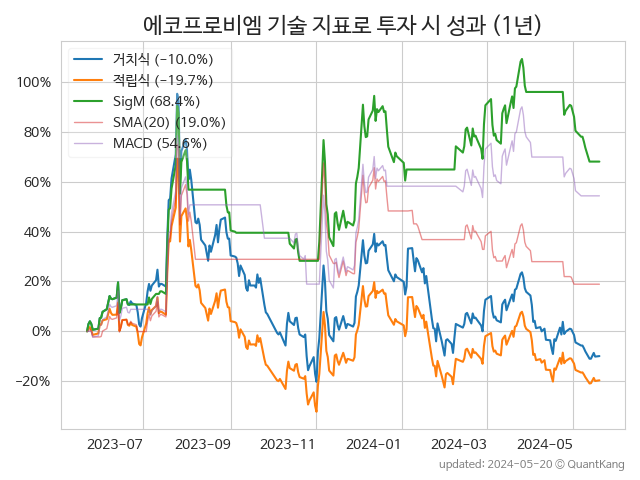 에코프로비엠 기술 지표로 투자 시 성과 (1년)
거치식 (−10.0%)
적립식 (−19.7%)
SigM (68.4%)
SMA(20) (19.0%)
MACD (54.6%)
100%
80%
60%
40%
20%
0%
−20%
2023−07
2023−09
2023−11
2024−01
2024−03
2024−05
updated: 2024−05−20 © QuantKang